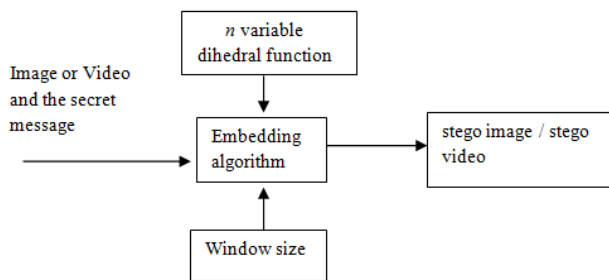 n variable
dihedral function
Image or Video
and the secret
message
Embedding
algorithm
stego image / stego
video
Window size